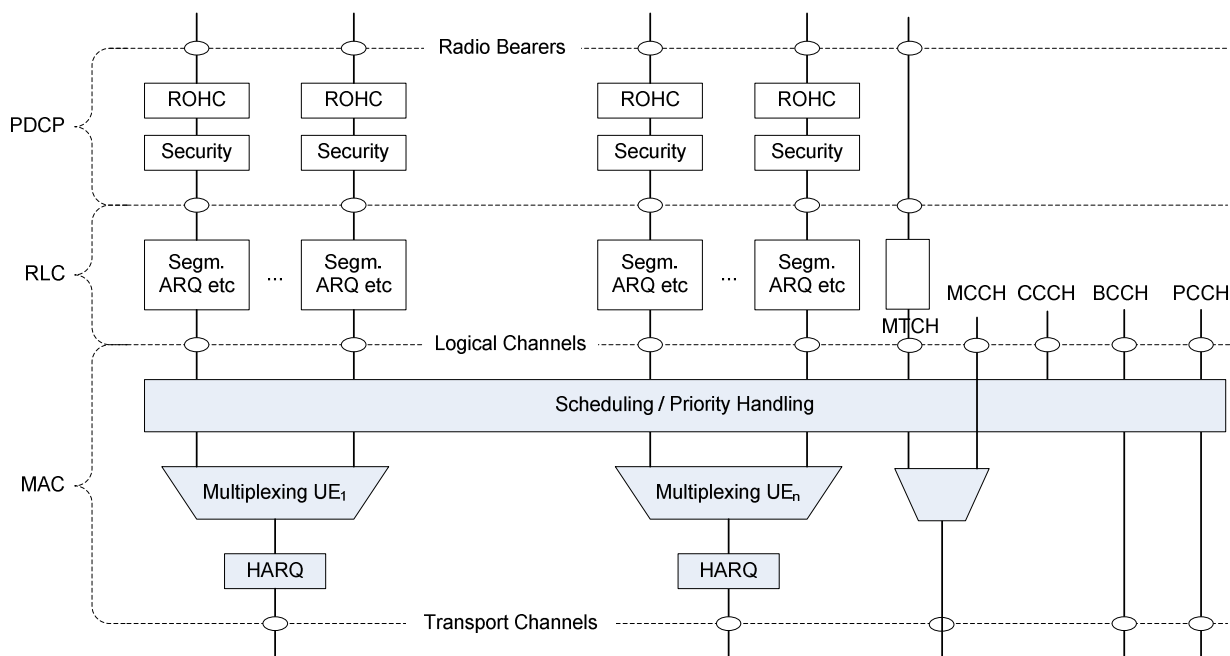 Radio Bearers
ROHC
ROHC
ROHC
ROHC
PDCP
Security
Security
Security
Security
RLC
Segm.
ARQ etc
...
Segm.
ARQ etc
Segm.
ARQ etc
...
Segm.
ARQ etc
MCCH
CCCH
BCCH
PCCH
MTCH
Logical Channels
Scheduling / Priority Handling
MAC
Multiplexing UE₁
Multiplexing UEₙ
HARQ
HARQ
Transport Channels